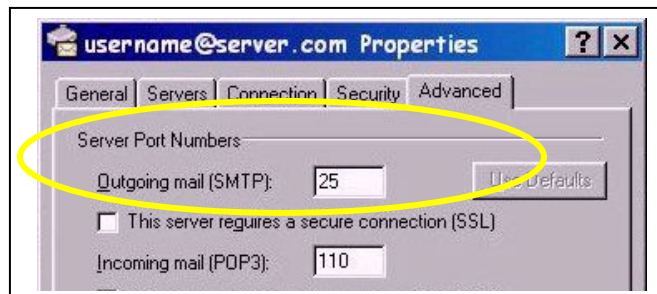 username@server.com Properties ? ×
General Servers Connection Security Advanced
Server Port Numbers
Outgoing mail (SMTP): 25 Use Defaults
This server requires a secure connection (SSL)
Incoming mail (POP3): 110